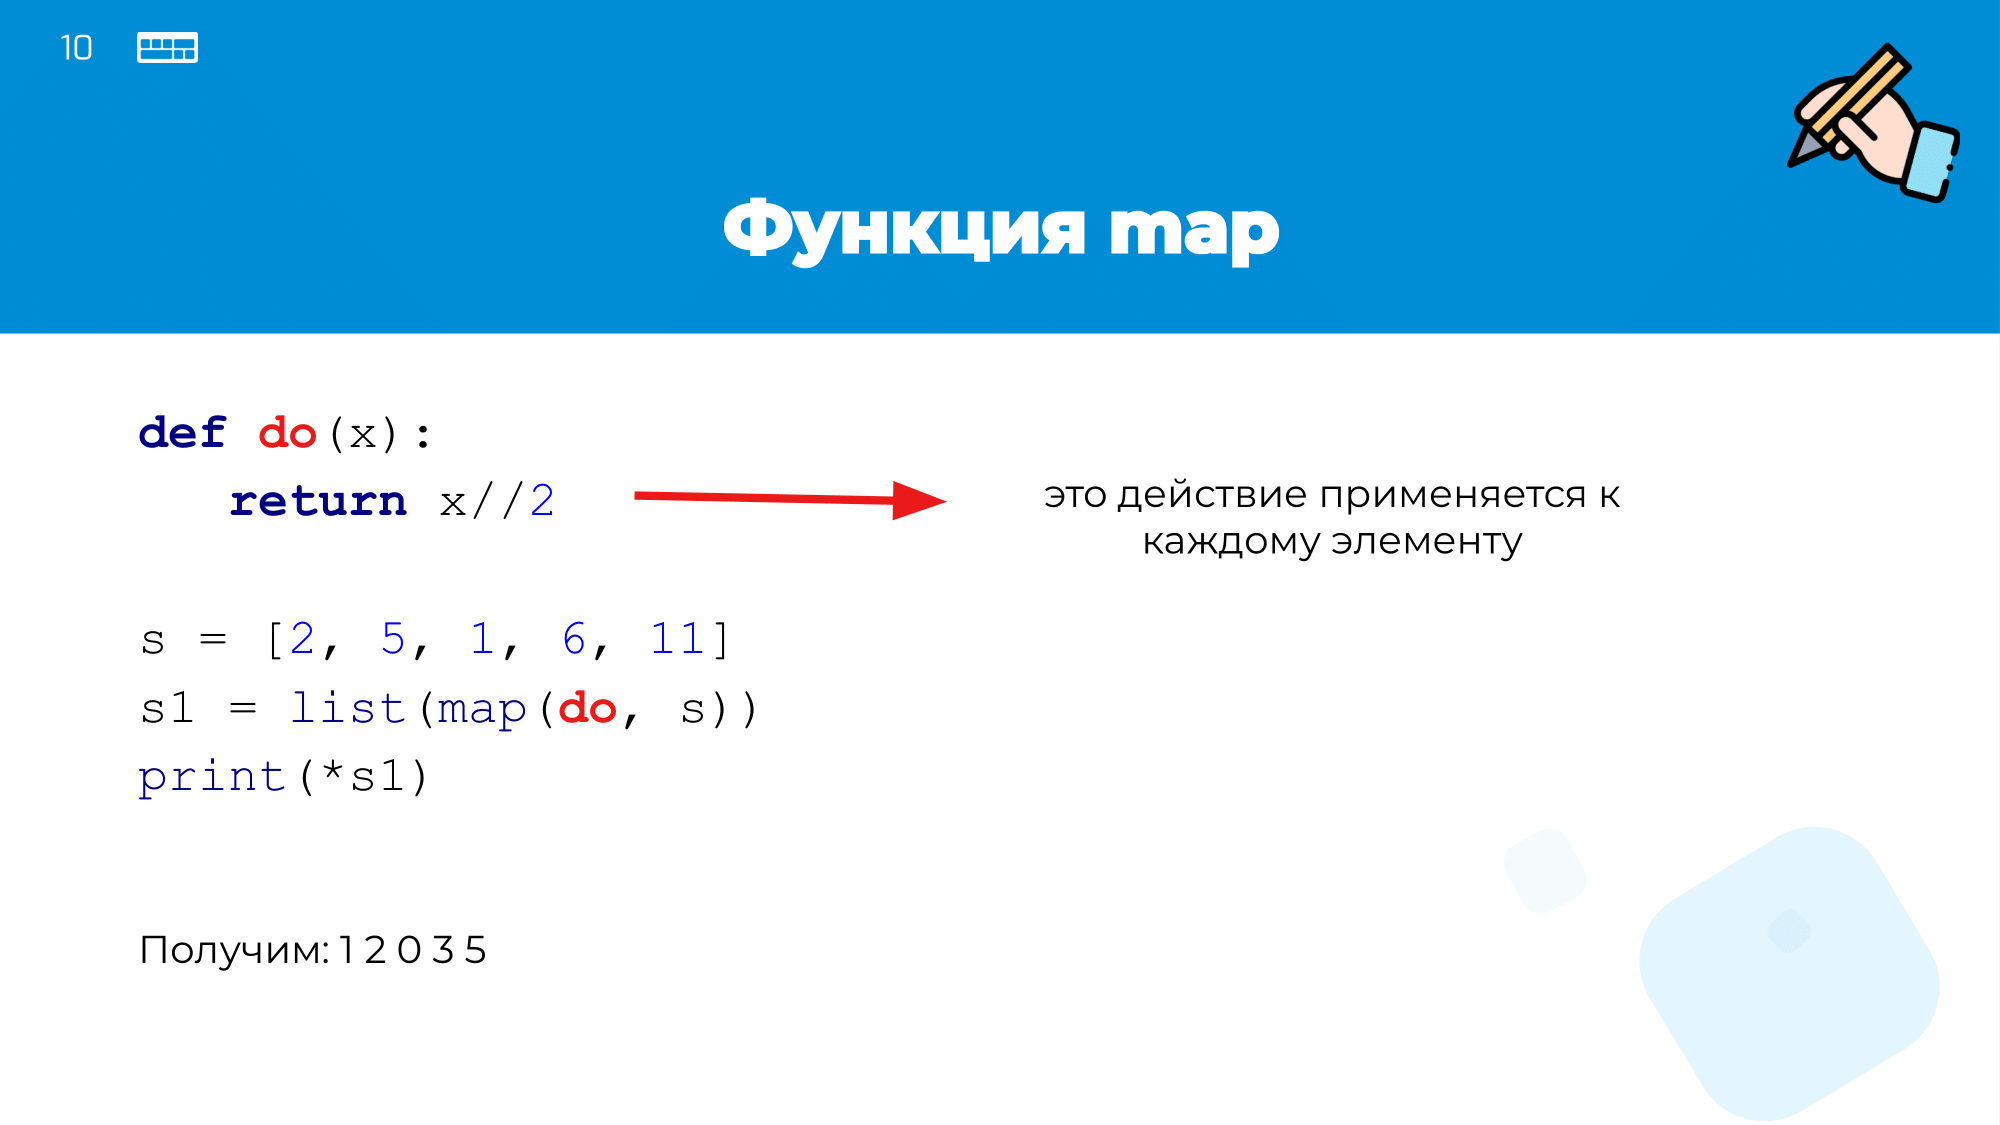 10
Функция map
def do(x):
return x//2
это действие применяется к
каждому элементу
s = [2, 5, 1, 6, 11]
s1 = list(map(do, s))
print(*s1)
Получим: 1 2 0 3 5